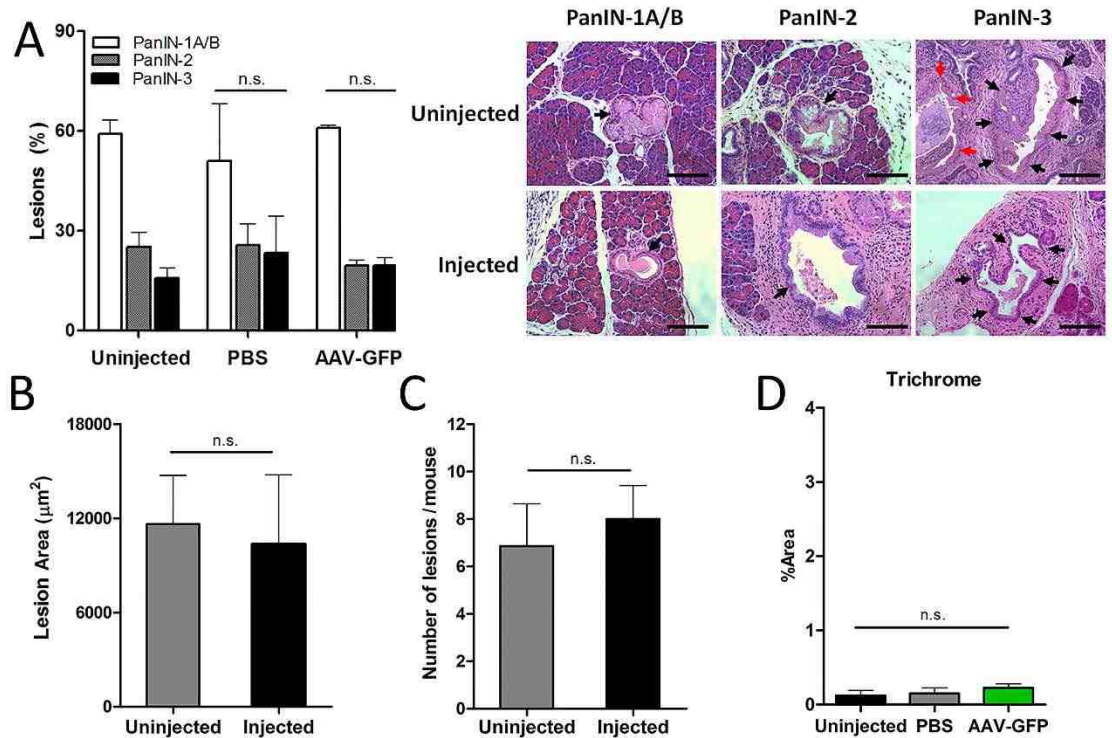 A
PanIN-1A/B
PanIN-2
PanIN-3
n.s.
n.s.
90
60
30
0
Lesions (%)
Uninjected PBS AAV-GFP
PanIN-1A/B PanIN-2 PanIN-3
Uninjected
Injected
B
18000
12000
6000
0
Lesion Area (µm²)
n.s.
Uninjected Injected
C
12
10
8
6
4
2
0
Number of lesions / mouse
n.s.
Uninjected Injected
D
Trichrome
4
3
2
1
0
%Area
n.s.
Uninjected PBS AAV-GFP